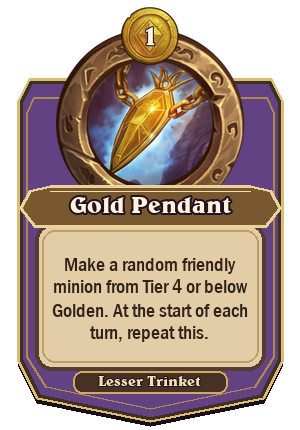 1
Gold Pendant
Make a random friendly
minion from Tier 4 or below
Golden. At the start of each
turn, repeat this.
Lesser Trinket